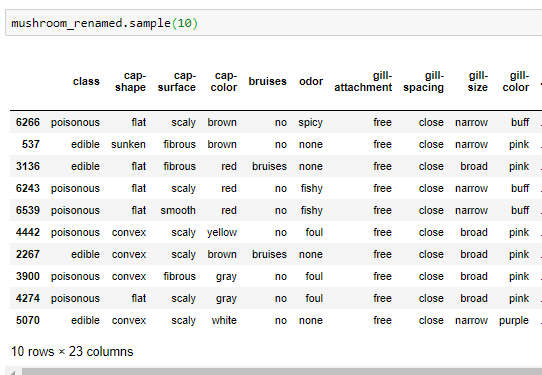 mushroom_renamed.sample(10)
class cap-shape cap-surface cap-color bruises odor gill-attachment gill-spacing gill-size gill-color .
6266 poisonous flat scaly brown no spicy free close narrow buff .
537 edible sunken fibrous brown no none free close narrow pink .
3136 edible flat fibrous red bruises none free close broad pink .
6243 poisonous flat scaly red no fishy free close narrow buff .
6539 poisonous flat smooth red no fishy free close narrow buff .
4442 poisonous convex scaly yellow no foul free close broad pink .
2267 edible convex scaly brown bruises none free close broad pink .
3900 poisonous convex fibrous gray no foul free close broad pink .
4274 poisonous flat scaly gray no foul free close broad pink .
5070 edible convex scaly white no none free close narrow purple .
10 rows × 23 columns